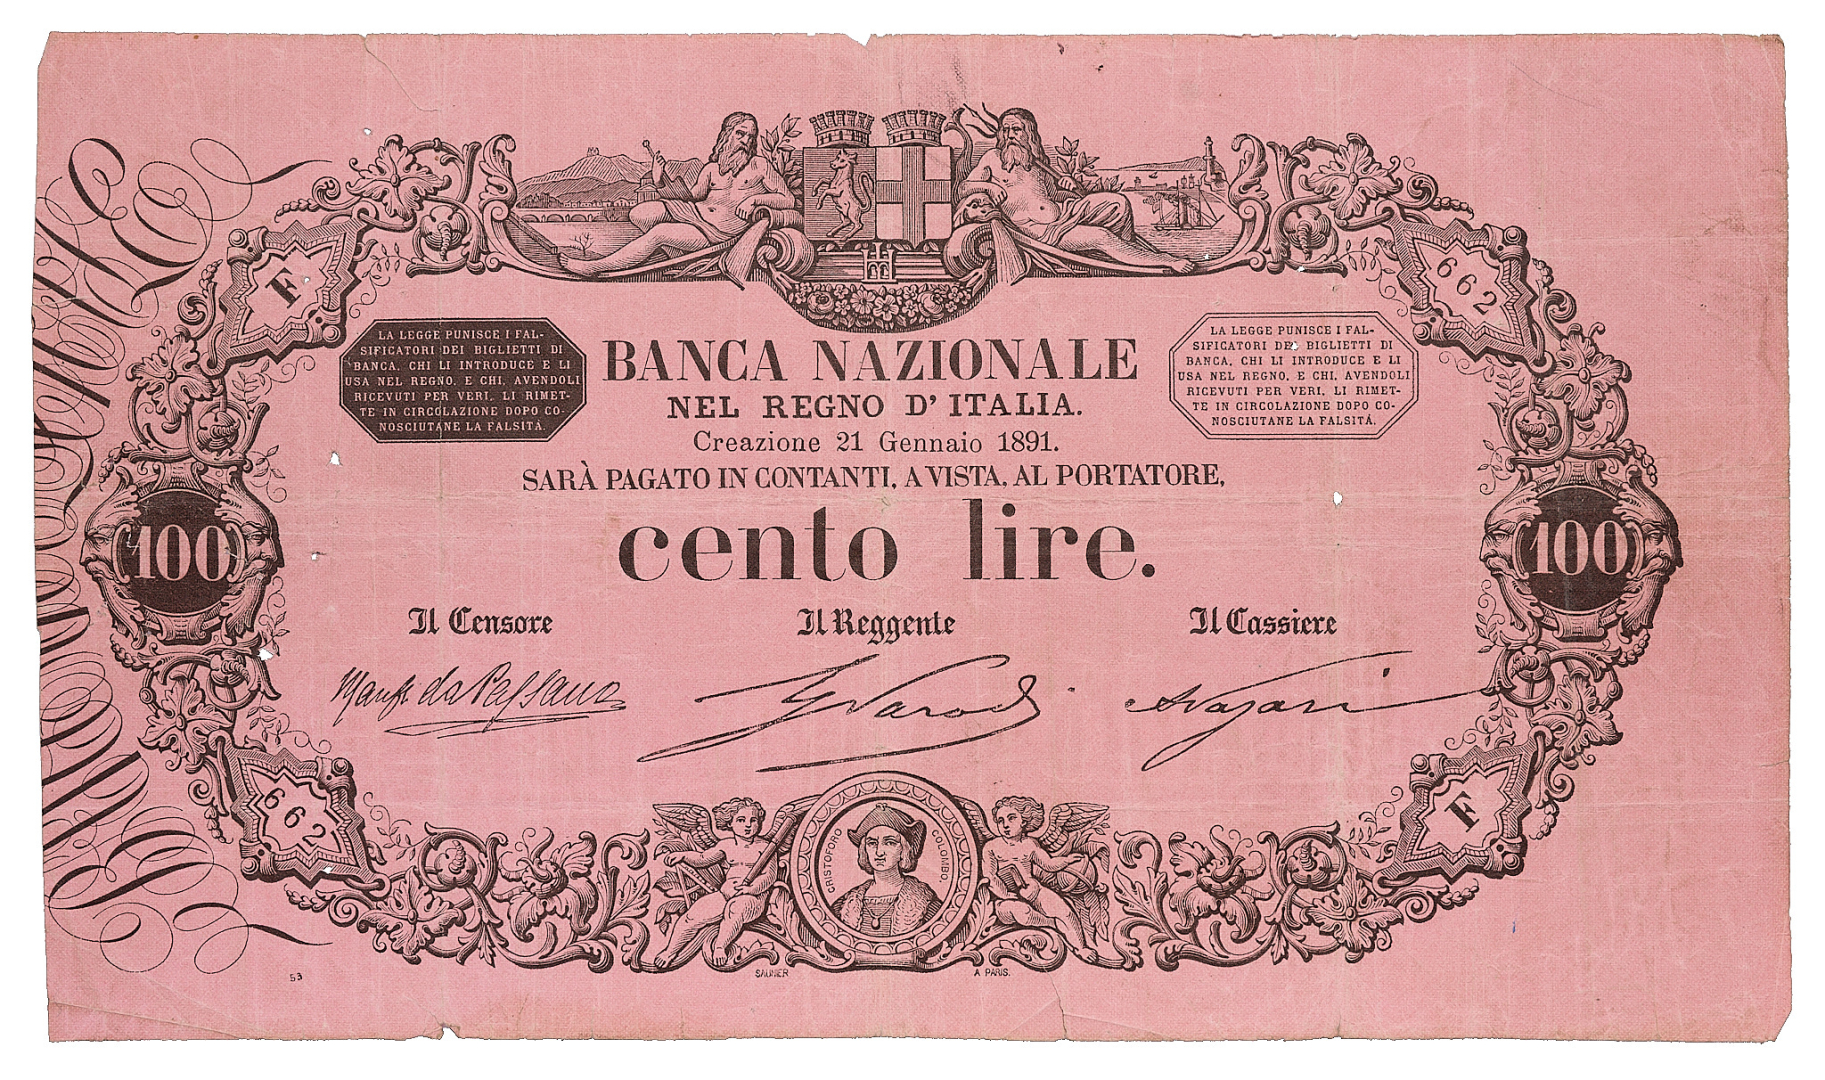 F
662
LA LEGGE PUNISCE I FAL-
SIFICATORI DEI BIGLIETTI DI
BANCA, CHI LI INTRODUCE E LI
USA NEL REGNO, E CHI, AVENDOLI
RICEVUTI PER VERI, LI RIMET-
TE IN CIRCOLAZIONE DOPO CO-
NOSCIUTANE LA FALSITÁ.
BANCA NAZIONALE
NEL REGNO D'ITALIA.
Creazione 21 Gennaio 1891.
SARÀ PAGATO IN CONTANTI, A VISTA, AL PORTATORE,
cento lire.
LA LEGGE PUNISCE I FAL-
SIFICATORI DEI BIGLIETTI DI
BANCA, CHI LI INTRODUCE E LI
USA NEL REGNO, E CHI, AVENDOLI
RICEVUTI PER VERI, LI RIMET-
TE IN CIRCOLAZIONE DOPO CO-
NOSCIUTANE LA FALSITÁ.
100
100
Il Censore
Il Reggente
Il Cassiere
662
F
CRISTOFORO COLOMBO.
53
SAUNIER
A PARIS.